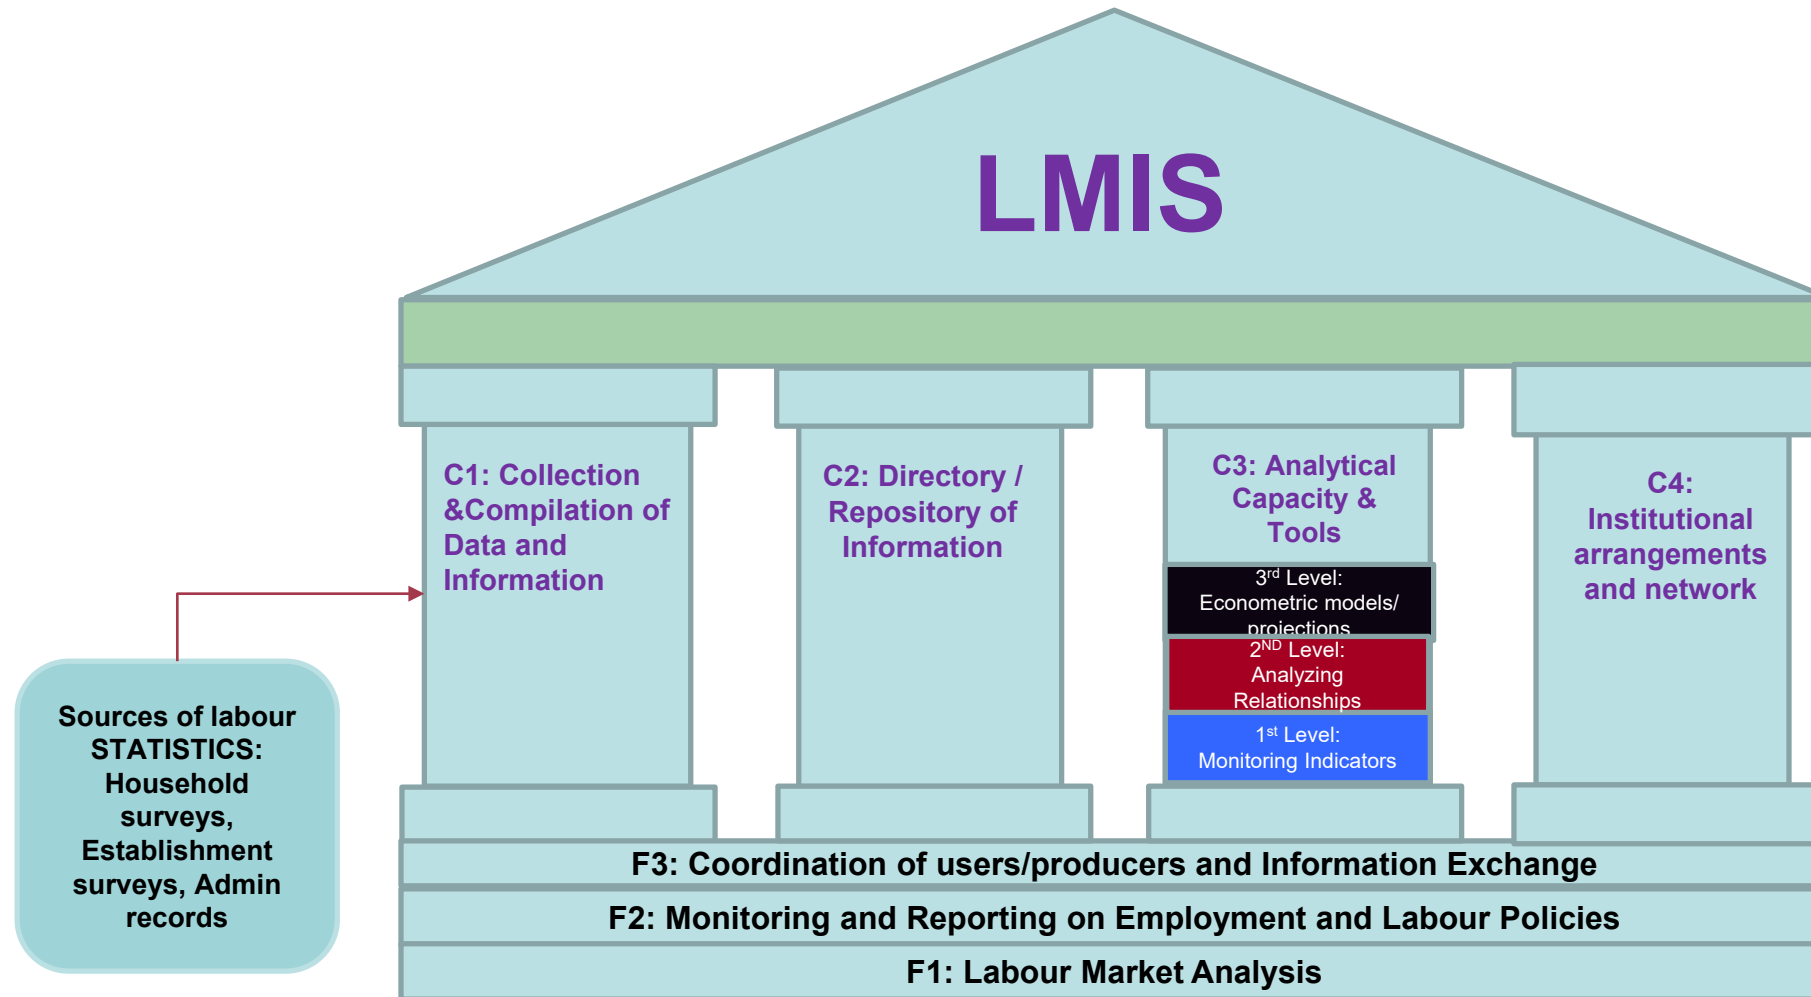 LMIS
C1: Collection
&Compilation of
Data and
Information
C2: Directory /
Repository of
Information
C3: Analytical
Capacity &
Tools
3rd Level:
Econometric models/
projections
2ND Level:
Analyzing
Relationships
1st Level:
Monitoring Indicators
C4:
Institutional
arrangements
and network
Sources of labour
STATISTICS:
Household
surveys,
Establishment
surveys, Admin
records
F3: Coordination of users/producers and Information Exchange
F2: Monitoring and Reporting on Employment and Labour Policies
F1: Labour Market Analysis